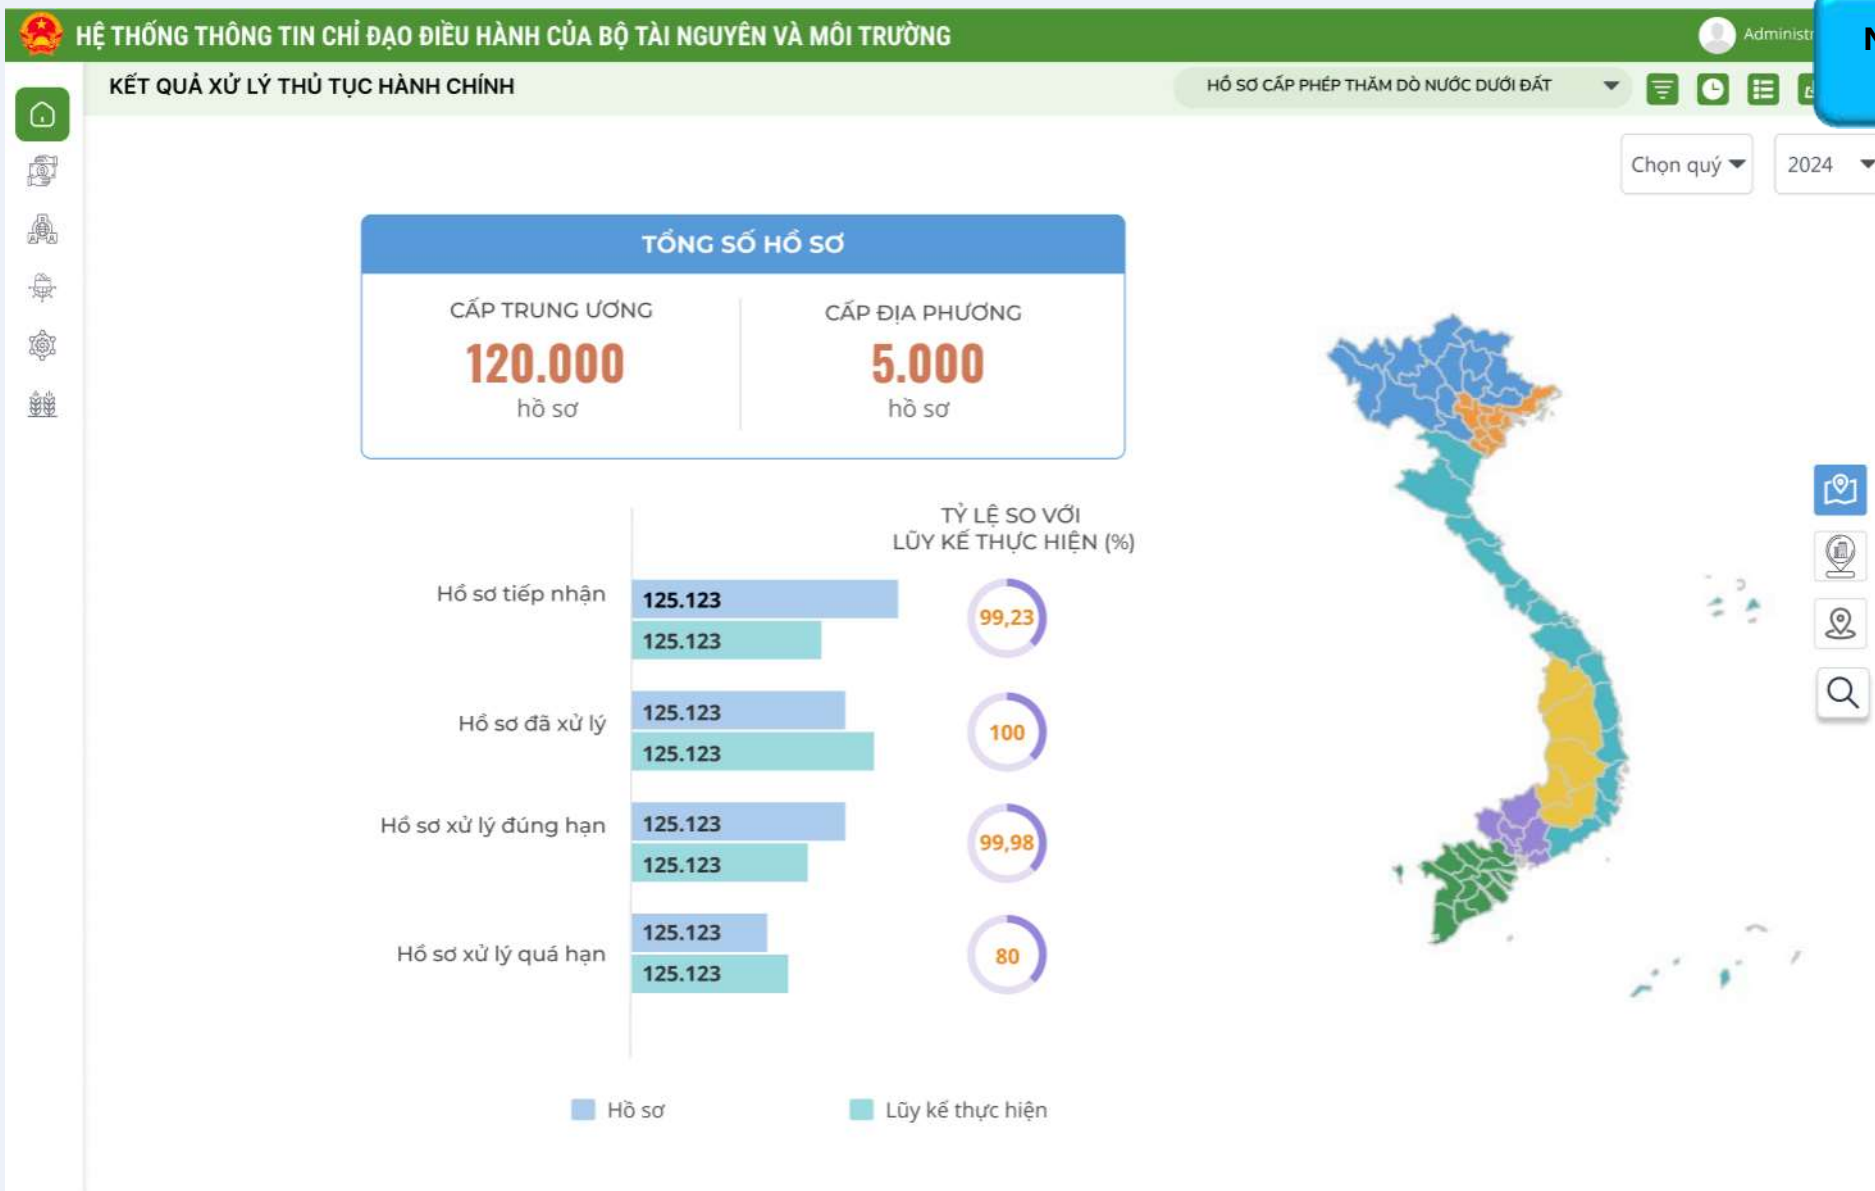 HỆ THỐNG THÔNG TIN CHỈ ĐẠO ĐIỀU HÀNH CỦA BỘ TÀI NGUYÊN VÀ MÔI TRƯỜNG
Administr
N
KẾT QUẢ XỬ LÝ THỦ TỤC HÀNH CHÍNH
HỒ SƠ CẤP PHÉP THĂM DÒ NƯỚC DƯỚI ĐẤT
Chọn quý
2024
TỔNG SỐ HỒ SƠ
CẤP TRUNG ƯƠNG
120.000
hồ sơ
CẤP ĐỊA PHƯƠNG
5.000
hồ sơ
TỶ LỆ SO VỚI
LŨY KẾ THỰC HIỆN (%)
Hồ sơ tiếp nhận
125.123
125.123
99,23
Hồ sơ đã xử lý
125.123
125.123
100
Hồ sơ xử lý đúng hạn
125.123
125.123
99,98
Hồ sơ xử lý quá hạn
125.123
125.123
80
Hồ sơ
Lũy kế thực hiện